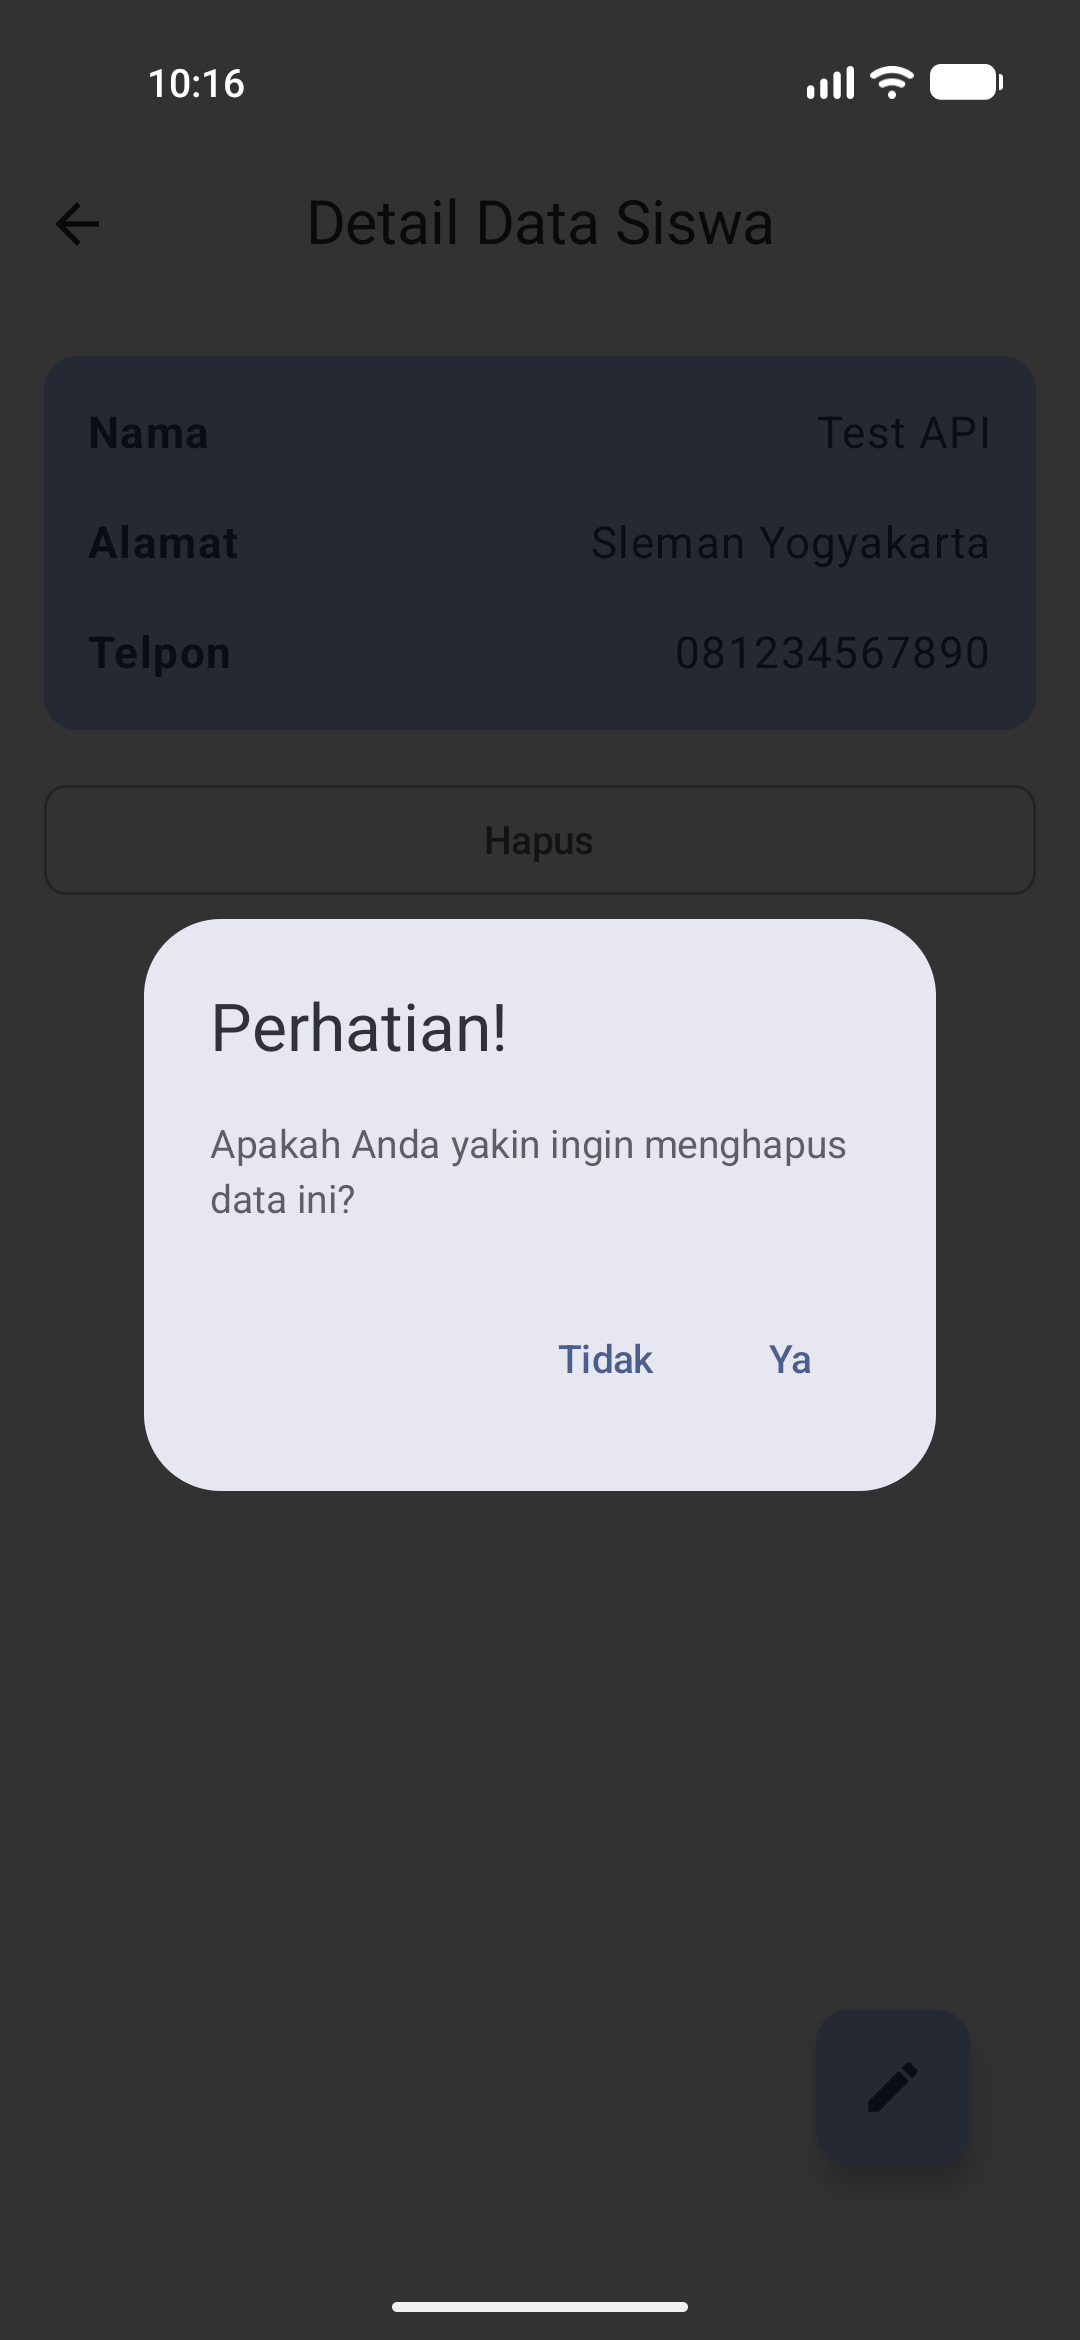 10:16
Detail Data Siswa
Nama Test API
Alamat Sleman Yogyakarta
Telpon 081234567890
Hapus
Perhatian!
Apakah Anda yakin ingin menghapus
data ini?
Tidak Ya